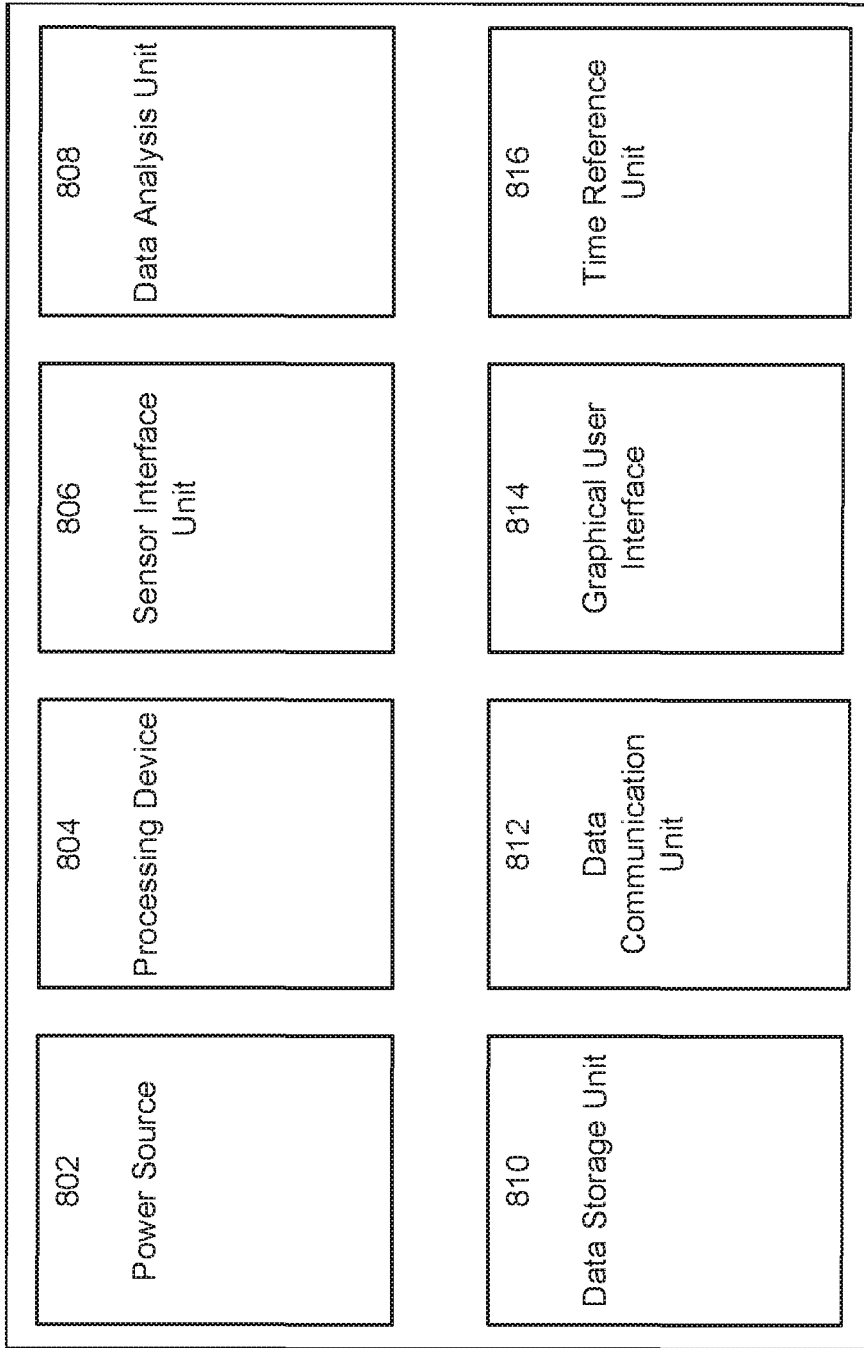 802
Power Source
804
Processing Device
806
Sensor Interface
Unit
808
Data Analysis Unit
810
Data Storage Unit
812
Data
Communication
Unit
814
Graphical User
Interface
816
Time Reference
Unit